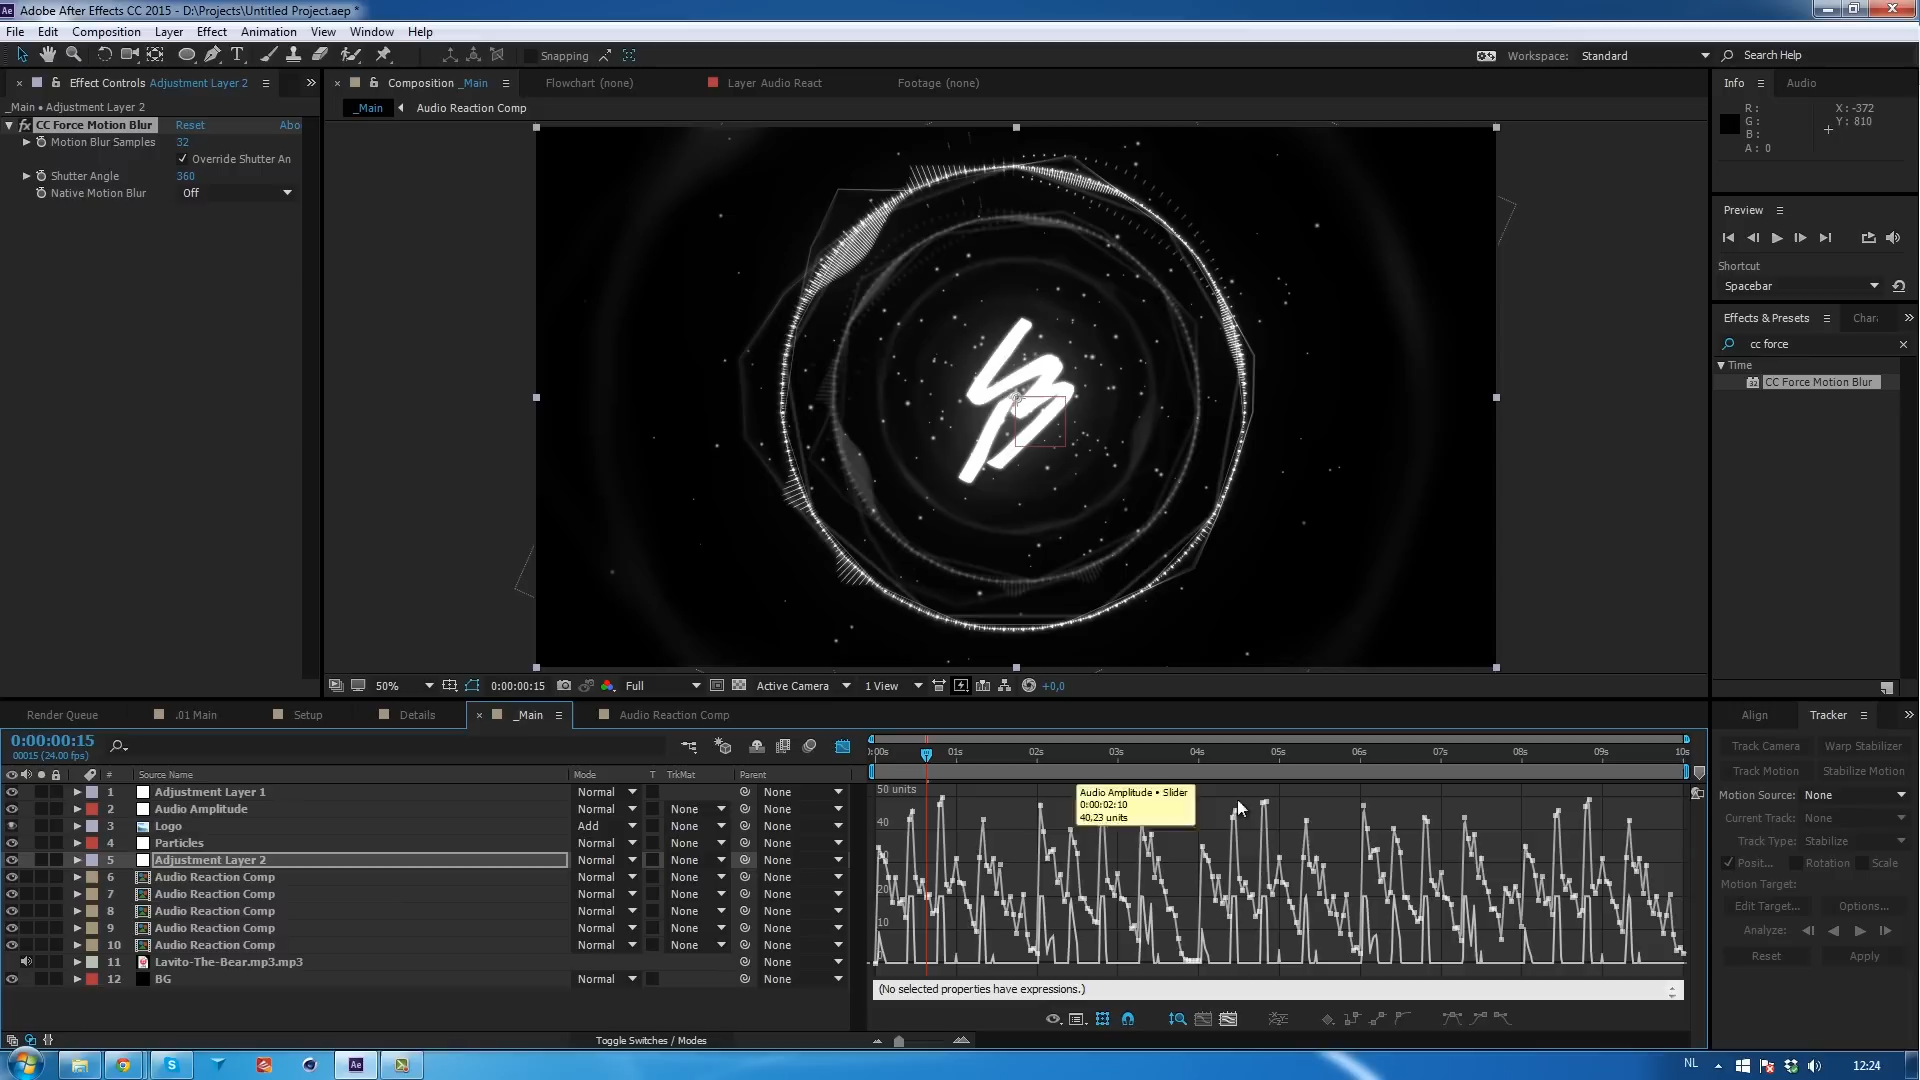 Adobe After Effects CC 2015 - D:\Projects\Untitled Project.aep *
File Edit Composition Layer Effect Animation View Window Help
Snapping Workspace: Standard Search Help
Effect Controls Adjustment Layer 2
Composition _Main Flowchart (none) Layer Audio React Footage (none)
Info Audio
_Main • Adjustment Layer 2
_Main Audio Reaction Comp
R: X: -372
G: Y: 810
B:
A: 0
fx CC Force Motion Blur Reset Abo
Motion Blur Samples 32
Override Shutter An
Shutter Angle 360
Native Motion Blur Off
Preview
Shortcut
Spacebar
Effects & Presets Chara
cc force
Time
32 CC Force Motion Blur
50% 0:00:00:15 Full Active Camera 1 View +0,0
Render Queue .01 Main Setup Details _Main Audio Reaction Comp
Align Tracker
0:00:00:15
00015 (24.00 fps)
:00s 01s 02s 03s 04s 05s 06s 07s 08s 09s 10s
# Source Name Mode T TrkMat Parent
1 Adjustment Layer 1 Normal None
2 Audio Amplitude Normal None None
3 Logo Add None None
4 Particles Normal None None
5 Adjustment Layer 2 Normal None None
6 Audio Reaction Comp Normal None None
7 Audio Reaction Comp Normal None None
8 Audio Reaction Comp Normal None None
9 Audio Reaction Comp Normal None None
10 Audio Reaction Comp Normal None None
11 Lavito-The-Bear.mp3.mp3 None
12 BG Normal None
50 units
40
20
10
Audio Amplitude • Slider
0:00:02:10
40,23 units
(No selected properties have expressions.)
Track Camera Warp Stabilizer
Track Motion Stabilize Motion
Motion Source: None
Current Track: None
Track Type: Stabilize
Posit... Rotation Scale
Motion Target:
Edit Target... Options...
Analyze:
Reset Apply
Toggle Switches / Modes
NL 12:24